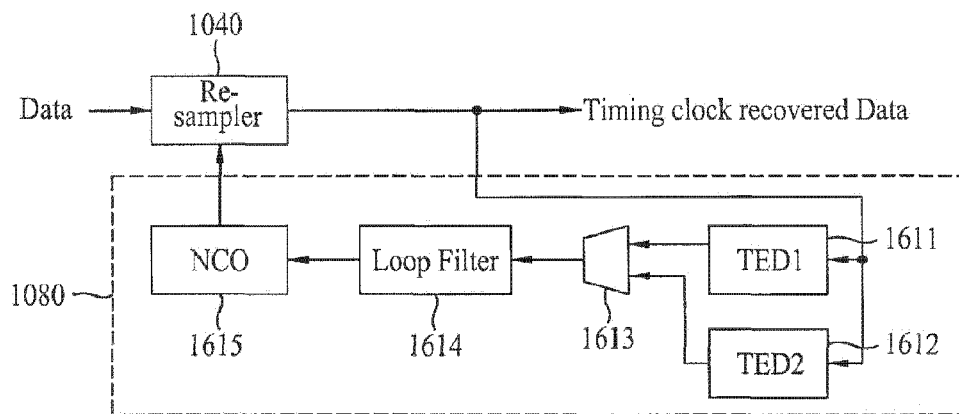 1040
Data
Re-
sampler
Timing clock recovered Data
NCO
Loop Filter
TED1
1611
1080
1615
1614
1613
TED2
1612